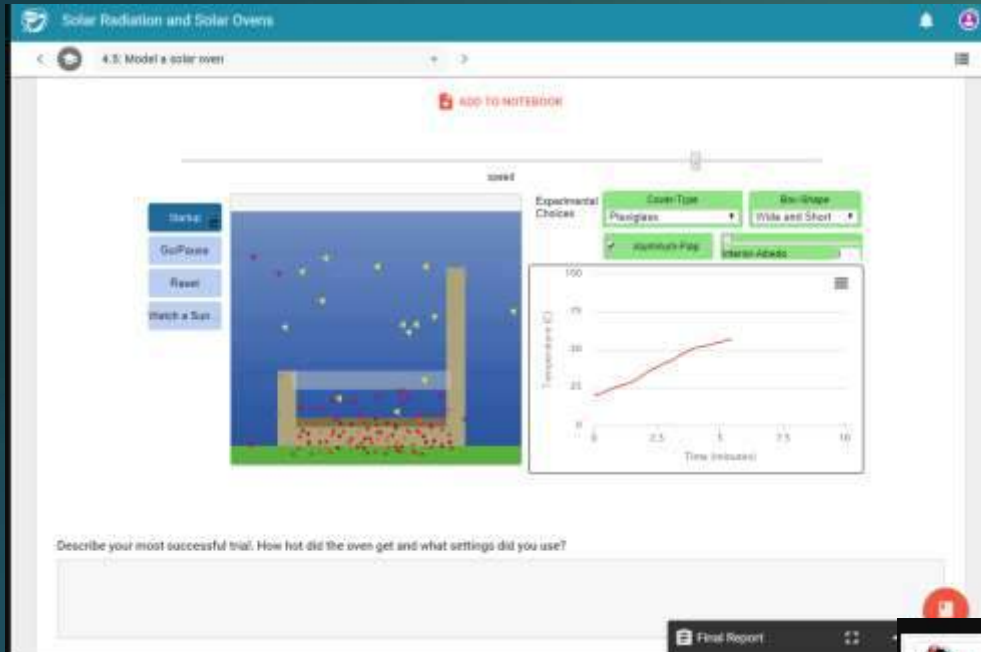 Solar Radiation and Solar Ovens
4.5: Model a solar oven
ADD TO NOTEBOOK
speed
Startup
Go/Pause
Reset
Watch a Sun
Experimental
Choices
Cover-Type
Plexiglass
Box-Shape
Wide and Short
Aluminum-Flap
Interior-Albedo
100
75
50
25
0
Temperature (C)
0 2.5 5 7.5 10
Time (minutes)
Describe your most successful trial. How hot did the oven get and what settings did you use?
Final Report